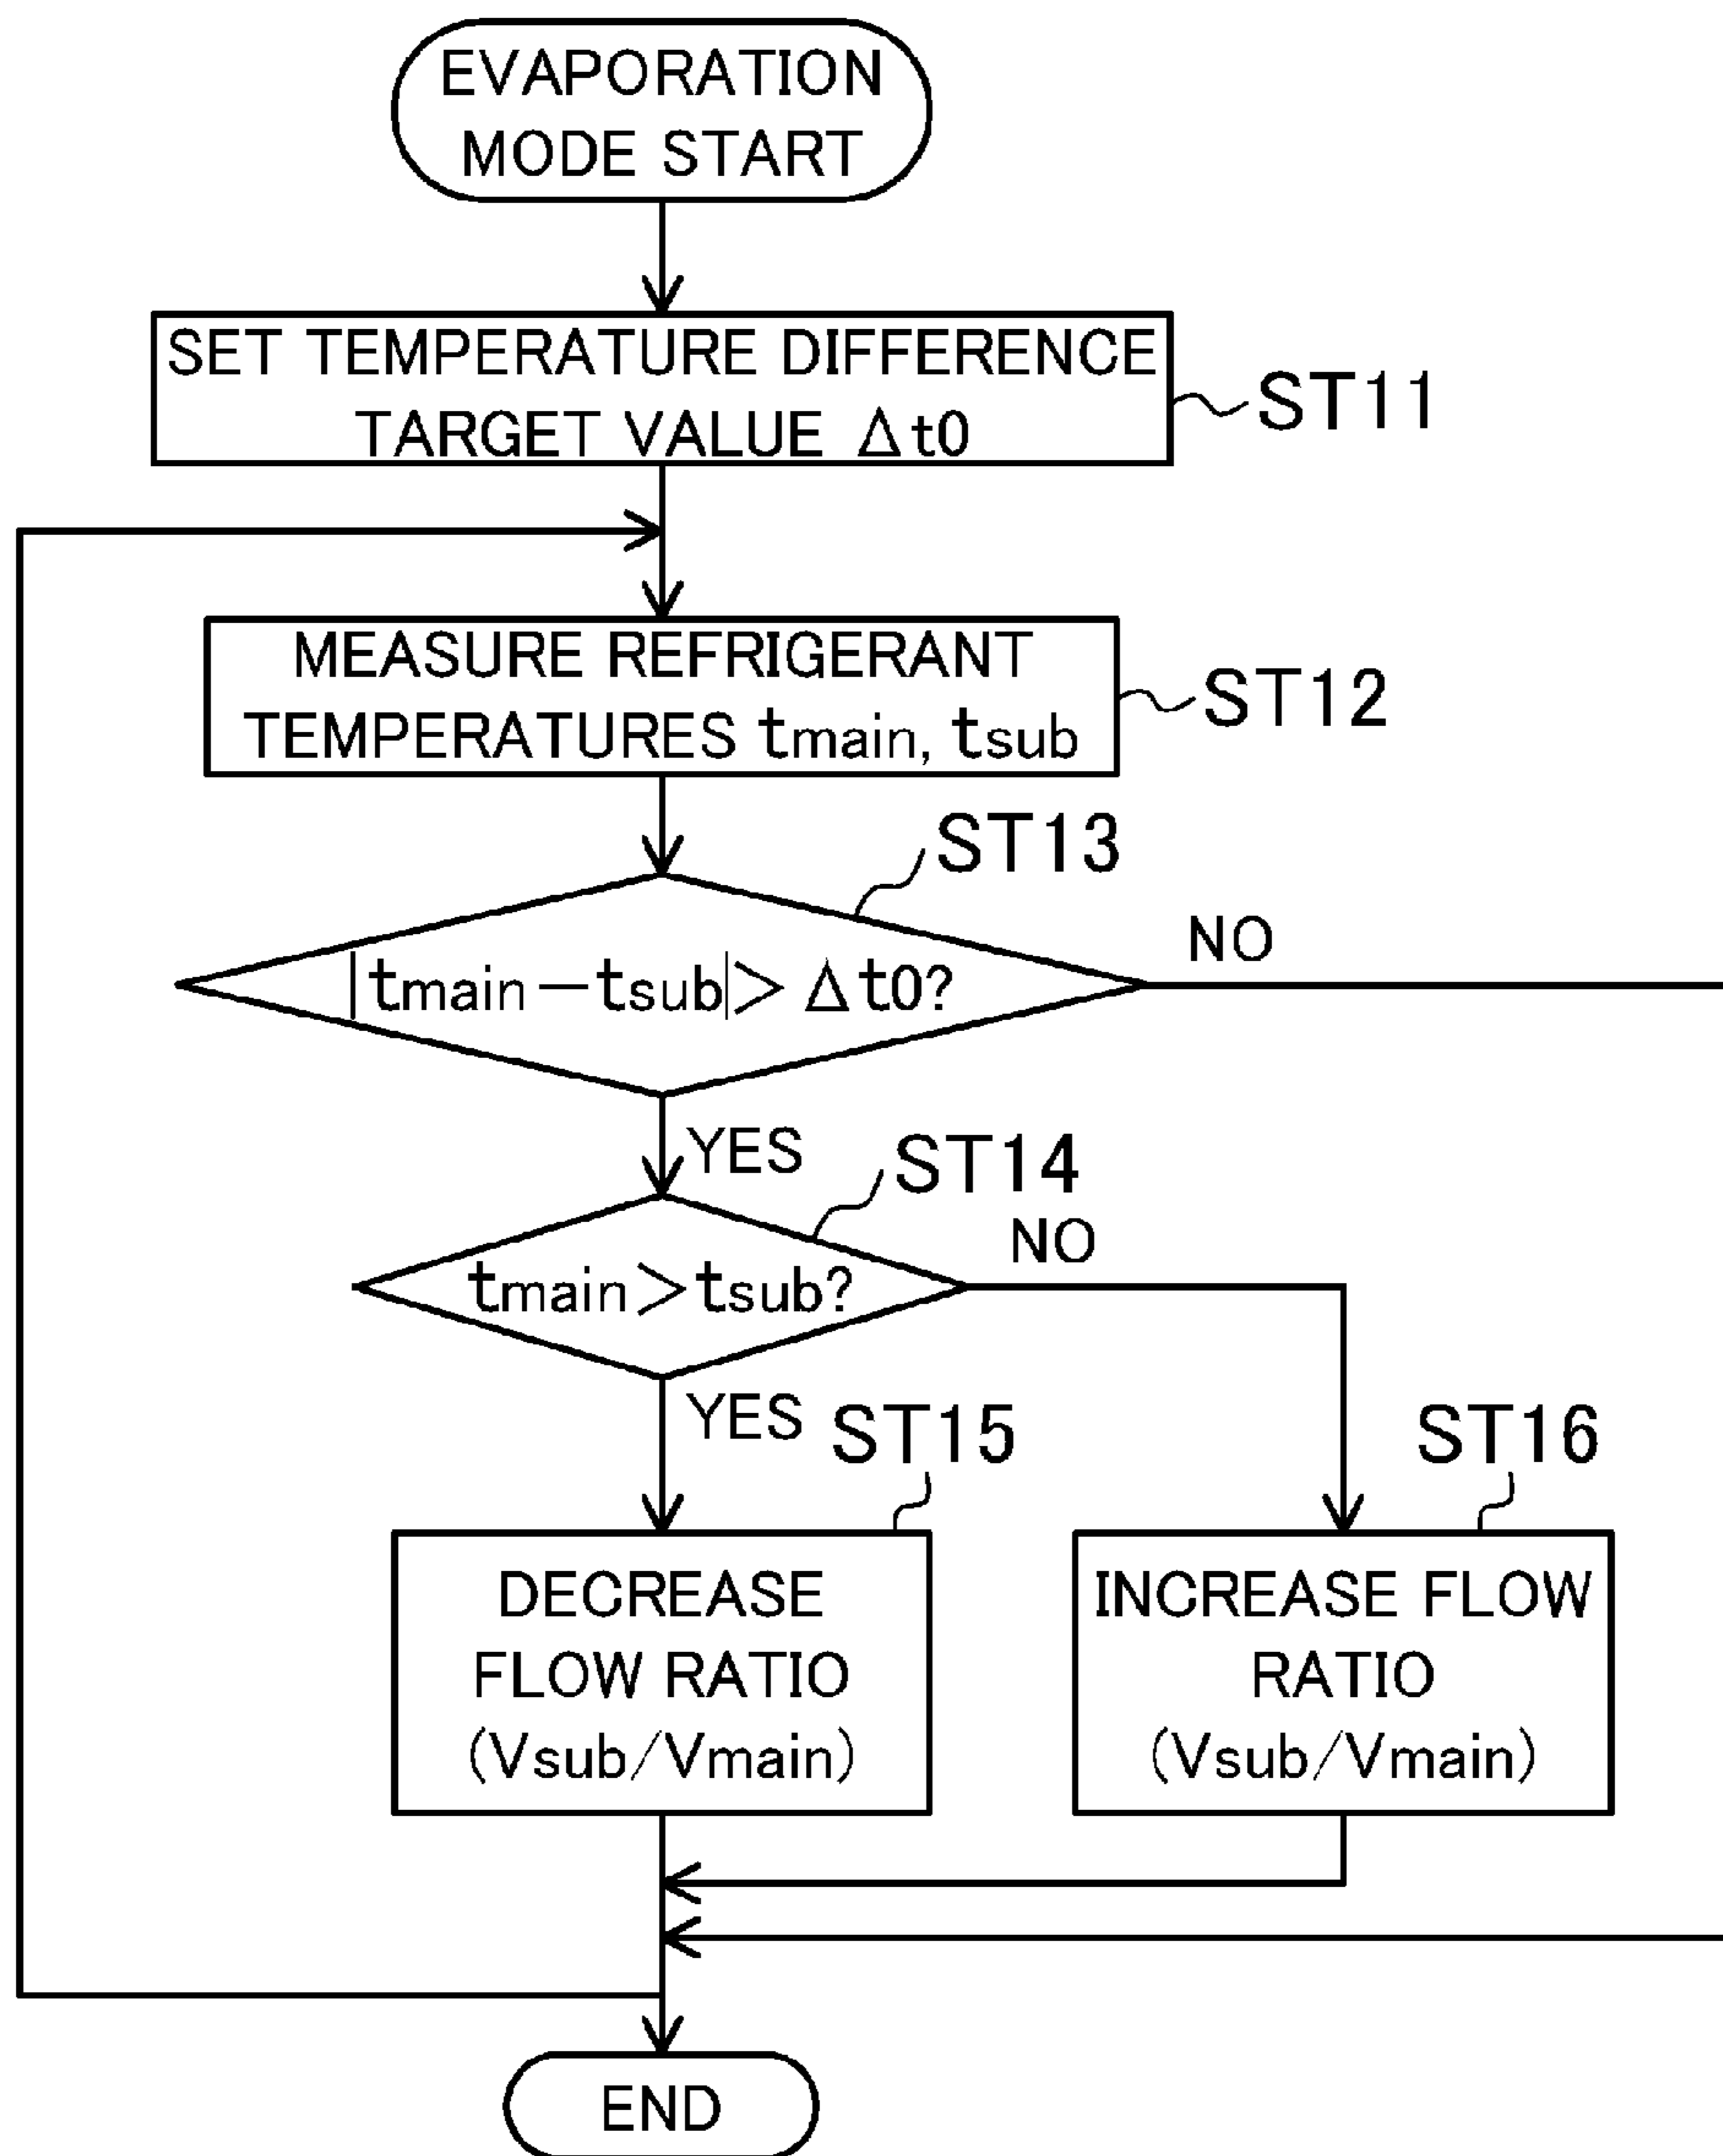 EVAPORATION
MODE START
SET TEMPERATURE DIFFERENCE
TARGET VALUE Δt0
ST11
MEASURE REFRIGERANT
TEMPERATURES tmain, tsub
ST12
ST13
|tmain−tsub|>Δt0?
NO
YES
ST14
tmain>tsub?
NO
YES
ST15
ST16
DECREASE
FLOW RATIO
(Vsub/Vmain)
INCREASE FLOW
RATIO
(Vsub/Vmain)
END